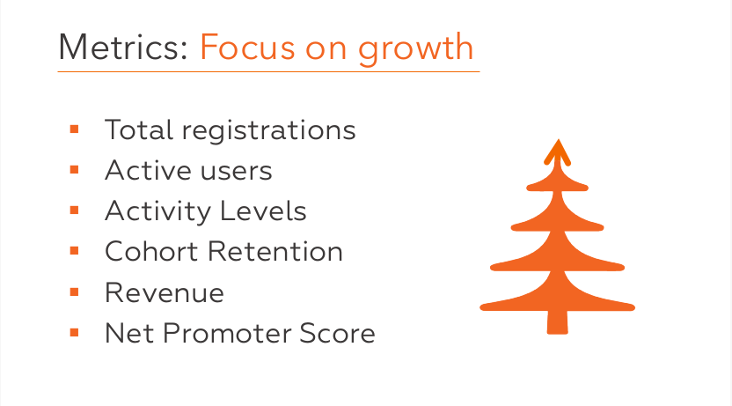 Metrics: Focus on growth
Total registrations
Active users
Activity Levels
Cohort Retention
Revenue
Net Promoter Score